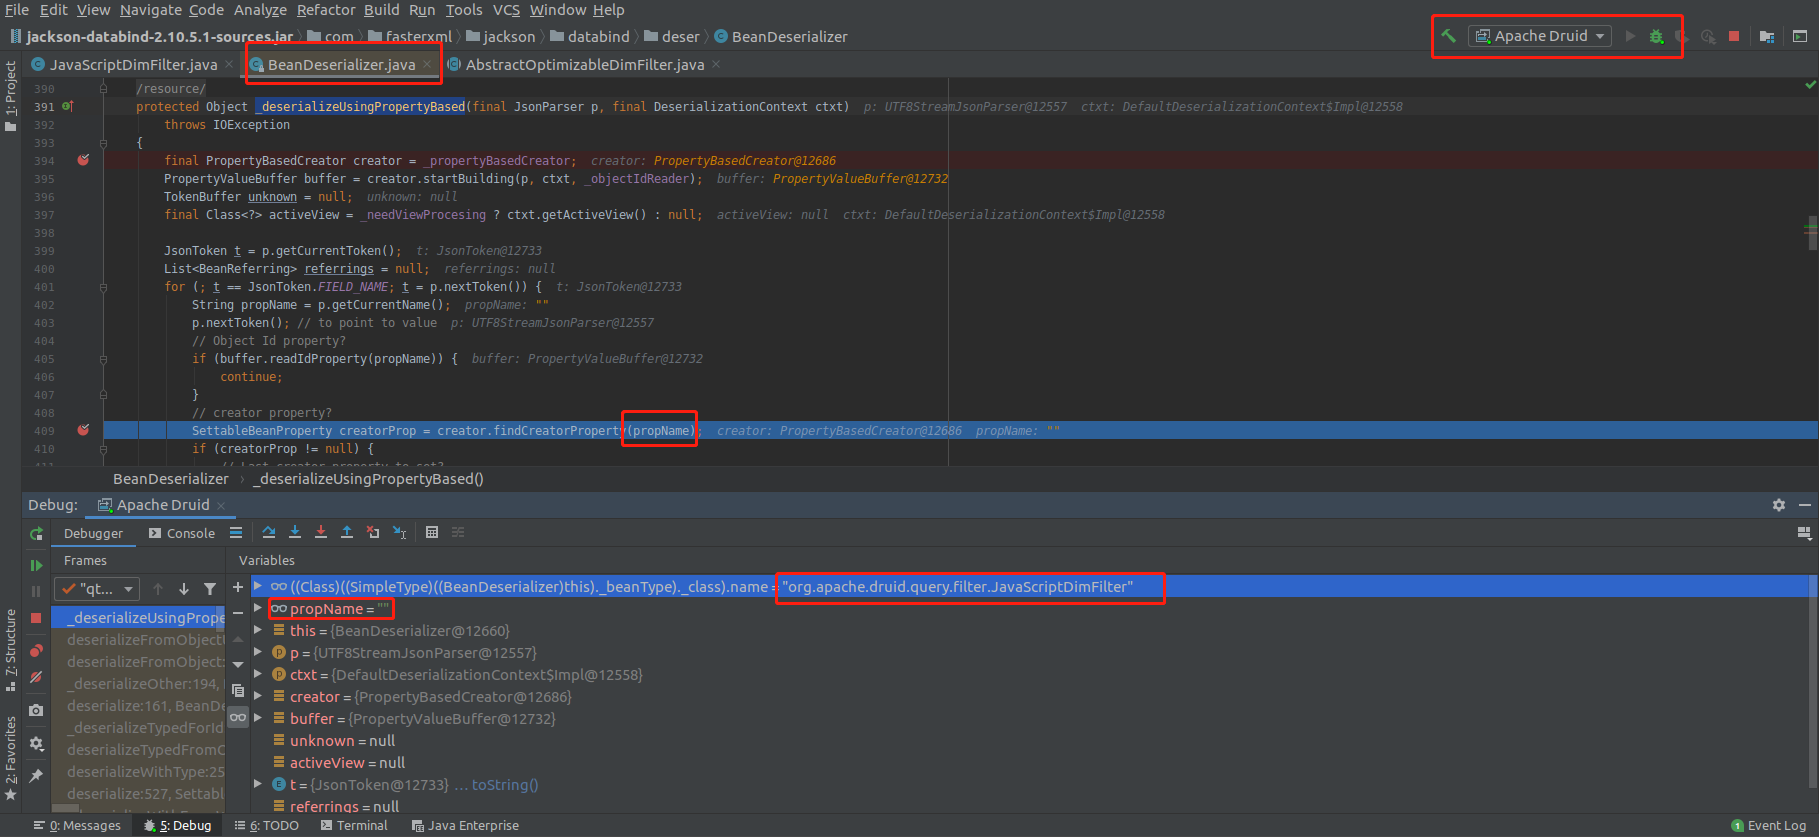 File Edit View Navigate Code Analyze Refactor Build Run Tools VCS Window Help
jackson-databind-2.10.5.1-sources.jar com fasterxml jackson databind deser BeanDeserializer Apache Druid
JavaScriptDimFilter.java BeanDeserializer.java AbstractOptimizableDimFilter.java
1: Project
390 /resource/
391 protected Object _deserializeUsingPropertyBased(final JsonParser p, final DeserializationContext ctxt) p: UTF8StreamJsonParser@12557 ctxt: DefaultDeserializationContext$Impl@12558
392 throws IOException
393 {
394 final PropertyBasedCreator creator = _propertyBasedCreator; creator: PropertyBasedCreator@12686
395 PropertyValueBuffer buffer = creator.startBuilding(p, ctxt, _objectIdReader); buffer: PropertyValueBuffer@12732
396 TokenBuffer unknown = null; unknown: null
397 final Class<?> activeView = _needViewProcesing ? ctxt.getActiveView() : null; activeView: null ctxt: DefaultDeserializationContext$Impl@12558
398
399 JsonToken t = p.getCurrentToken(); t: JsonToken@12733
400 List<BeanReferring> referrings = null; referrings: null
401 for (; t == JsonToken.FIELD_NAME; t = p.nextToken()) { t: JsonToken@12733
402 String propName = p.getCurrentName(); propName: ""
403 p.nextToken(); // to point to value p: UTF8StreamJsonParser@12557
404 // Object Id property?
405 if (buffer.readIdProperty(propName)) { buffer: PropertyValueBuffer@12732
406 continue;
407 }
408 // creator property?
409 SettableBeanProperty creatorProp = creator.findCreatorProperty(propName); creator: PropertyBasedCreator@12686 propName: ""
410 if (creatorProp != null) {
411 // Last creator property to set?
BeanDeserializer _deserializeUsingPropertyBased()
Debug: Apache Druid
Debugger Console
Frames Variables
"qt...
((Class)((SimpleType)((BeanDeserializer)this)._beanType)._class).name = "org.apache.druid.query.filter.JavaScriptDimFilter"
propName = ""
this = {BeanDeserializer@12660}
p = {UTF8StreamJsonParser@12557}
ctxt = {DefaultDeserializationContext$Impl@12558}
creator = {PropertyBasedCreator@12686}
buffer = {PropertyValueBuffer@12732}
unknown = null
activeView = null
t = {JsonToken@12733} ... toString()
referrings = null
_deserializeUsingPrope
deserializeFromObject
deserializeFromObject:
_deserializeOther:194,
deserialize:161, BeanDe
_deserializeTypedForId
deserializeTypedFromO
deserializeWithType:25
deserialize:527, Settabl
7: Structure
2: Favorites
0: Messages 5: Debug 6: TODO Terminal Java Enterprise 1 Event Log